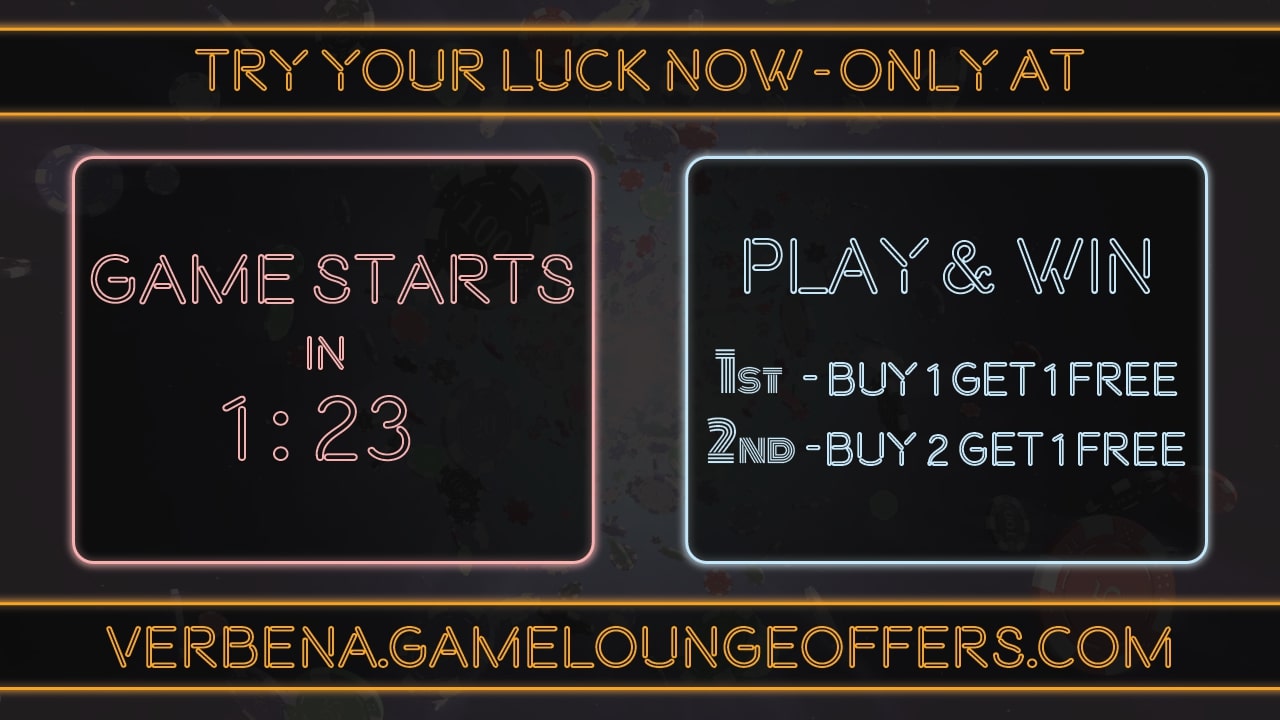 TRY YOUR LUCK NOW - ONLY AT
GAME STARTS
IN
1 : 23
PLAY & WIN
1ST - BUY 1 GET 1 FREE
2ND - BUY 2 GET 1 FREE
VERBENA.GAMELOUNGEOFFERS.COM